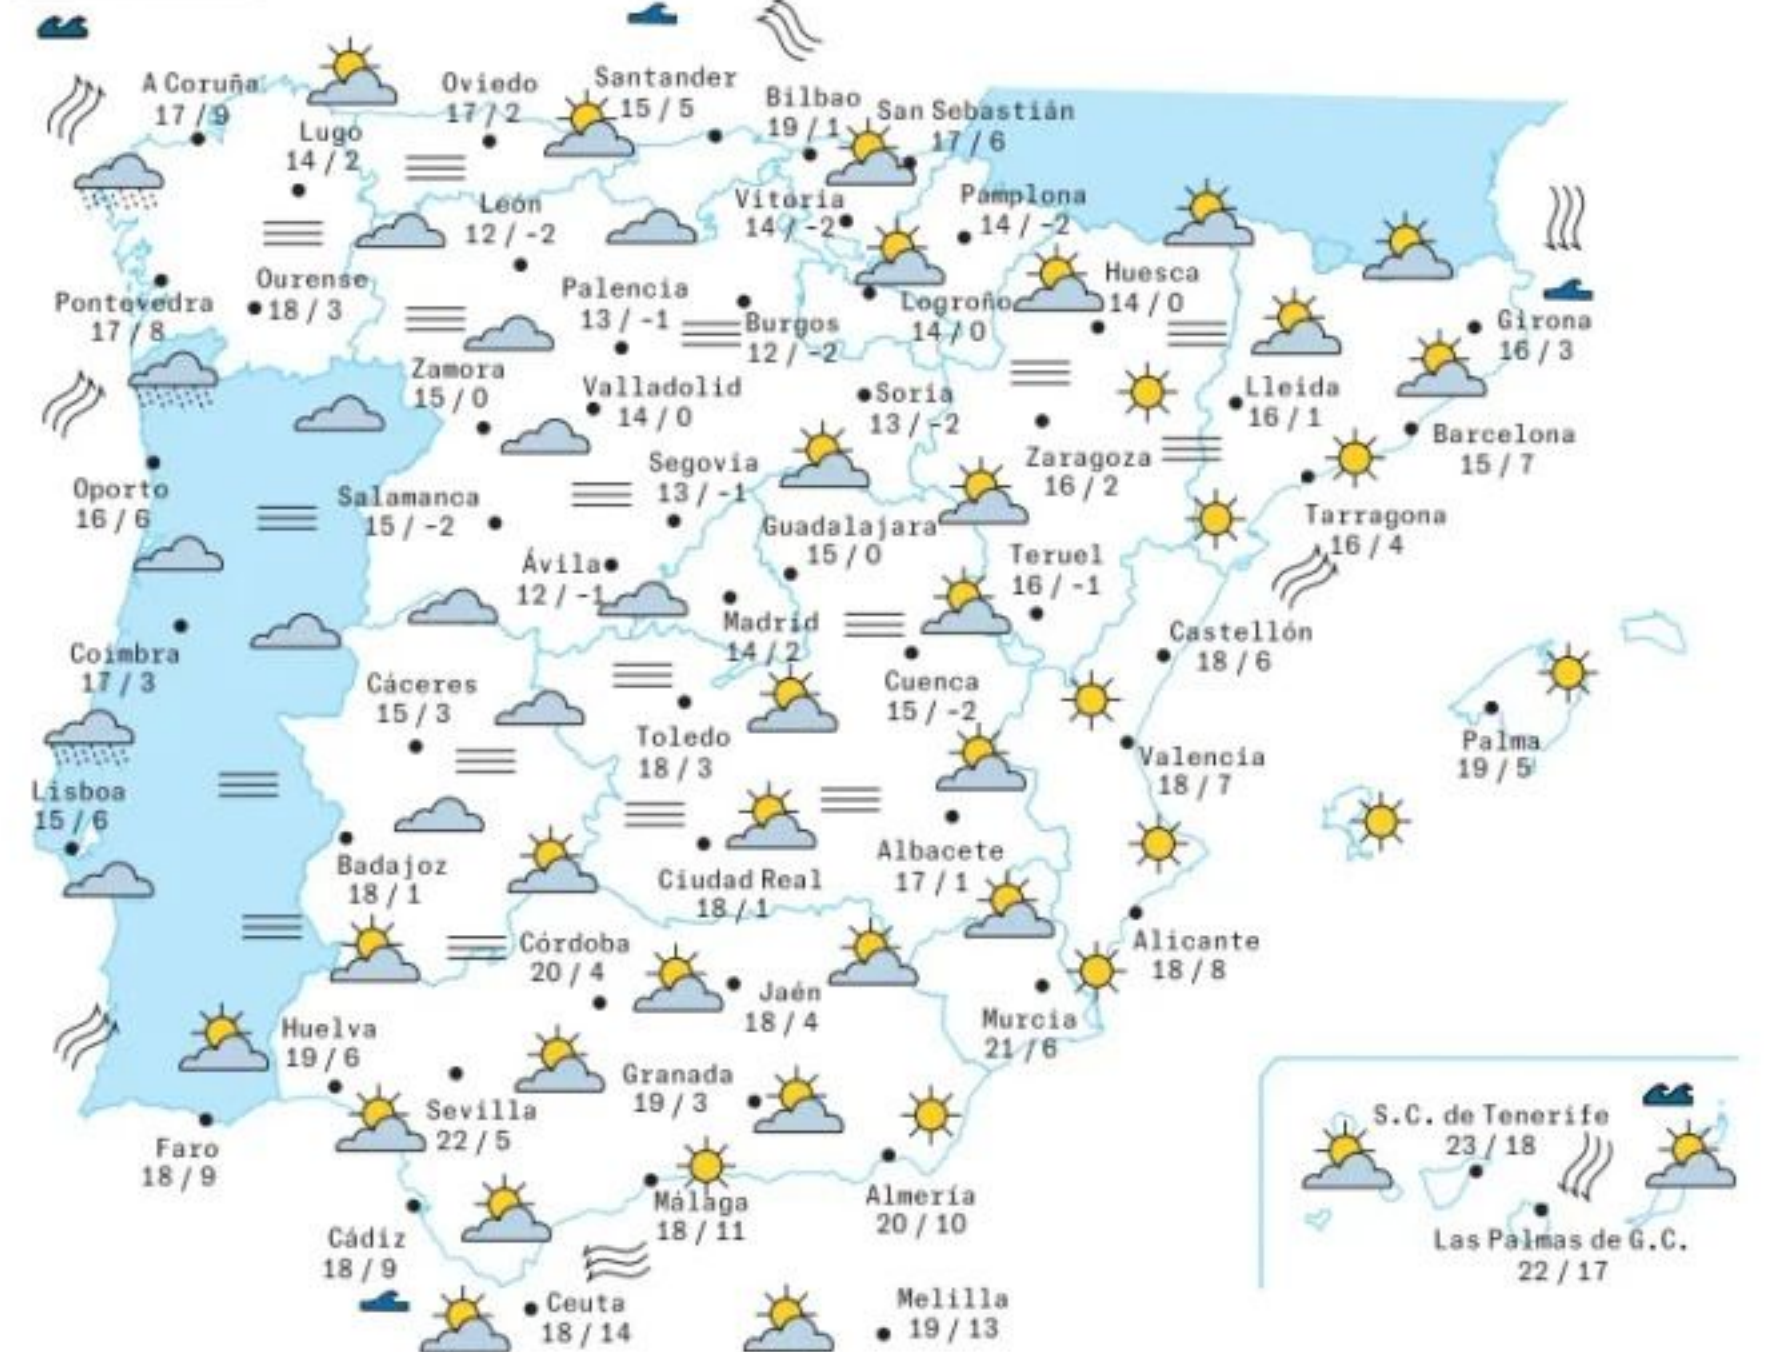 A Coruña
17 / 9
Lugo
14 / 2
Oviedo
17 / 2
Santander
15 / 5
Bilbao
19 / 1
San Sebastián
17 / 6
Vitoria
14 / -2
Pamplona
14 / -2
León
12 / -2
Pontevedra
17 / 8
Ourense
18 / 3
Palencia
13 / -1
Burgos
12 / -2
Logroño
14 / 0
Huesca
14 / 0
Girona
16 / 3
Zamora
15 / 0
Valladolid
14 / 0
Soria
13 / -2
Lleida
16 / 1
Barcelona
15 / 7
Zaragoza
16 / 2
Tarragona
16 / 4
Oporto
16 / 6
Salamanca
15 / -2
Segovia
13 / -1
Guadalajara
15 / 0
Ávila
12 / -1
Teruel
16 / -1
Madrid
14 / 2
Castellón
18 / 6
Coimbra
17 / 3
Cáceres
15 / 3
Cuenca
15 / -2
Toledo
18 / 3
Valencia
18 / 7
Palma
19 / 5
Lisboa
15 / 6
Badajoz
18 / 1
Ciudad Real
18 / 1
Albacete
17 / 1
Alicante
18 / 8
Córdoba
20 / 4
Jaén
18 / 4
Murcia
21 / 6
Huelva
19 / 6
Granada
19 / 3
Sevilla
22 / 5
Faro
18 / 9
Málaga
18 / 11
Almería
20 / 10
Cádiz
18 / 9
Ceuta
18 / 14
Melilla
19 / 13
S.C. de Tenerife
23 / 18
Las Palmas de G.C.
22 / 17